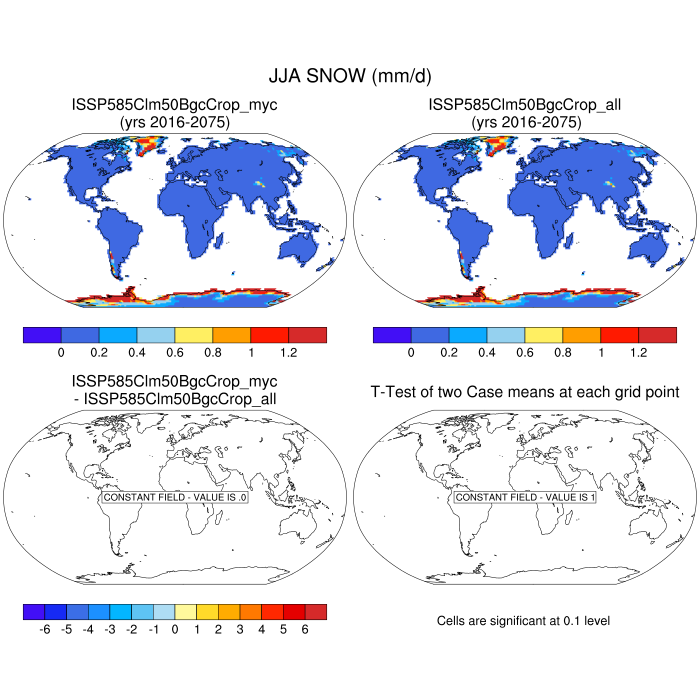 JJA SNOW (mm/d)
ISSP585Clm50BgcCrop_myc
(yrs 2016-2075)
ISSP585Clm50BgcCrop_all
(yrs 2016-2075)
0 0.2 0.4 0.6 0.8 1 1.2
0 0.2 0.4 0.6 0.8 1 1.2
ISSP585Clm50BgcCrop_myc
- ISSP585Clm50BgcCrop_all
T-Test of two Case means at each grid point
CONSTANT FIELD - VALUE IS .0
CONSTANT FIELD - VALUE IS 1
-6 -5 -4 -3 -2 -1 0 1 2 3 4 5 6
Cells are significant at 0.1 level